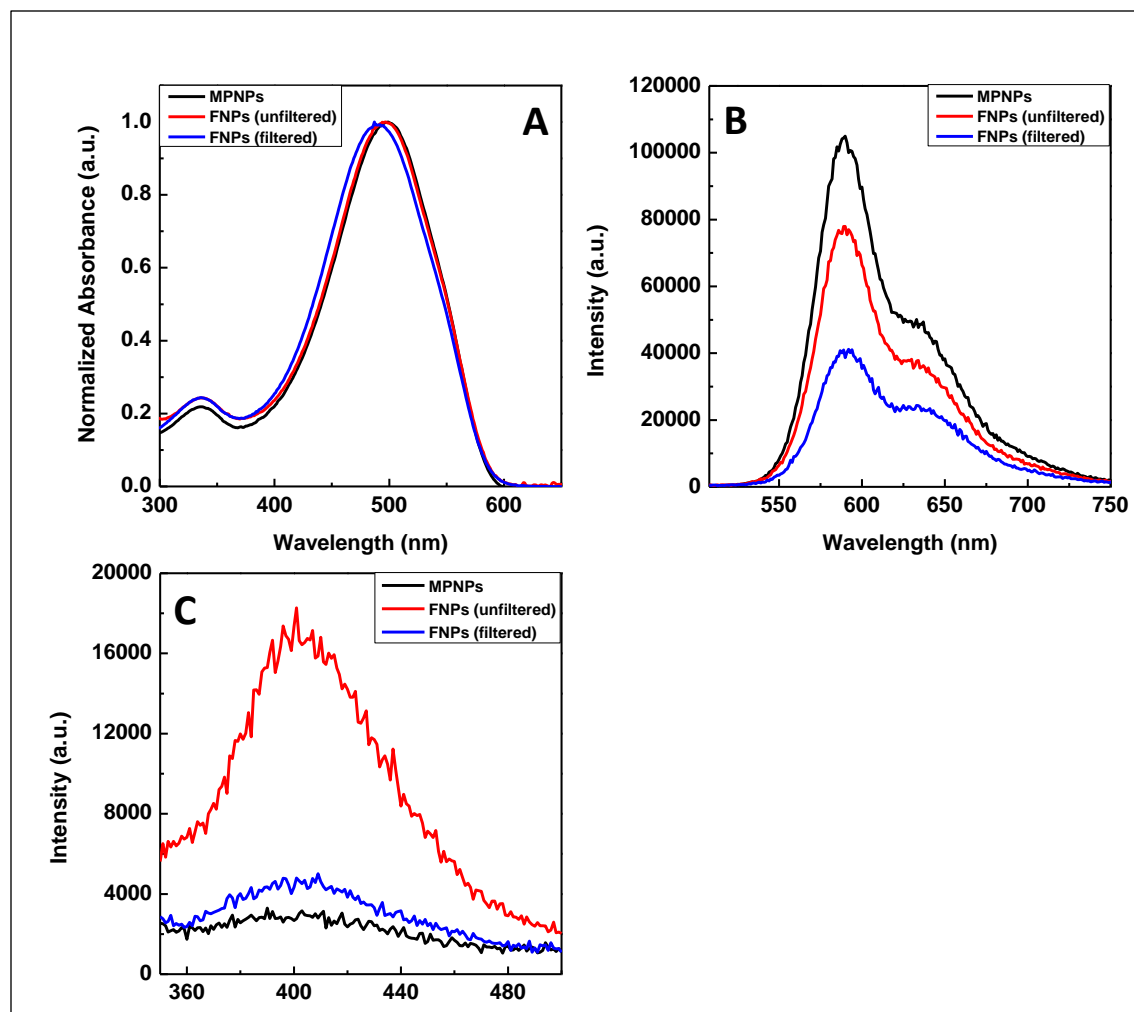 MPNPs
FNPs (unfiltered)
FNPs (filtered)
A
1.0
0.8
0.6
0.4
0.2
0.0
Normalized Absorbance (a.u.)
300
400
500
600
Wavelength (nm)
MPNPs
FNPs (unfiltered)
FNPs (filtered)
B
120000
100000
80000
60000
40000
20000
0
Intensity (a.u.)
550
600
650
700
750
Wavelength (nm)
MPNPs
FNPs (unfiltered)
FNPs (filtered)
C
20000
16000
12000
8000
4000
0
Intensity (a.u.)
360
400
440
480